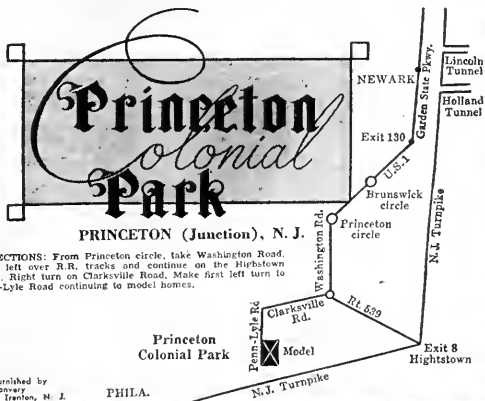 Princeton
Colonial
Park
PRINCETON (Junction), N. J.
ECTIONS: From Princeton circle, take Washington Road,
left over R.R. tracks and continue on the Highstown
. Right turn on Clarksville Road, Make first left turn to
-Lyle Road continuing to model homes.
NEWARK
Garden State Pkwy.
Lincoln
Tunnel
Holland
Tunnel
Exit 130
U.S.1
Brunswick
circle
Princeton
circle
Washington Rd.
N.J. Turnpike
Clarksville
Rd.
Rt. 539
Penn-Lyle Rd
Princeton
Colonial Park
Model
Exit 8
Hightstown
N.J. Turnpike
PHILA.
urnished by
onvery
Trenton, N. J.